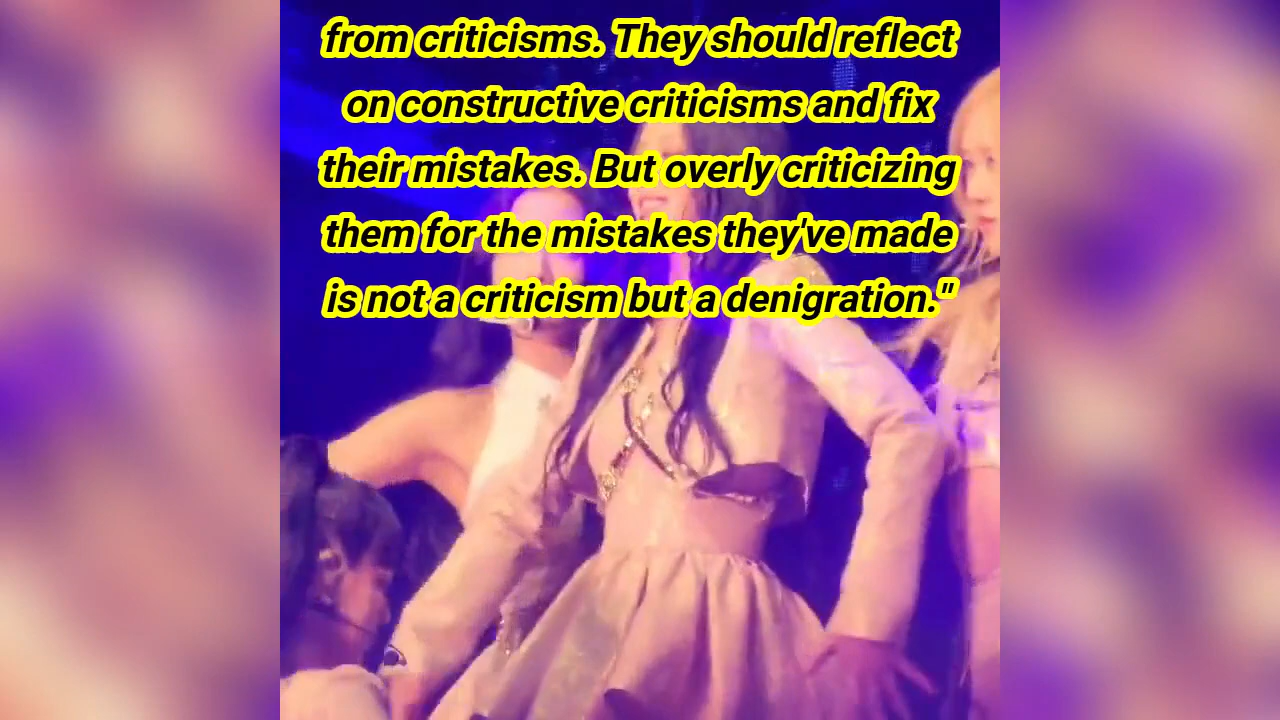 from criticisms. They should reflect
on constructive criticisms and fix
their mistakes. But overly criticizing
them for the mistakes they've made
is not a criticism but a denigration."